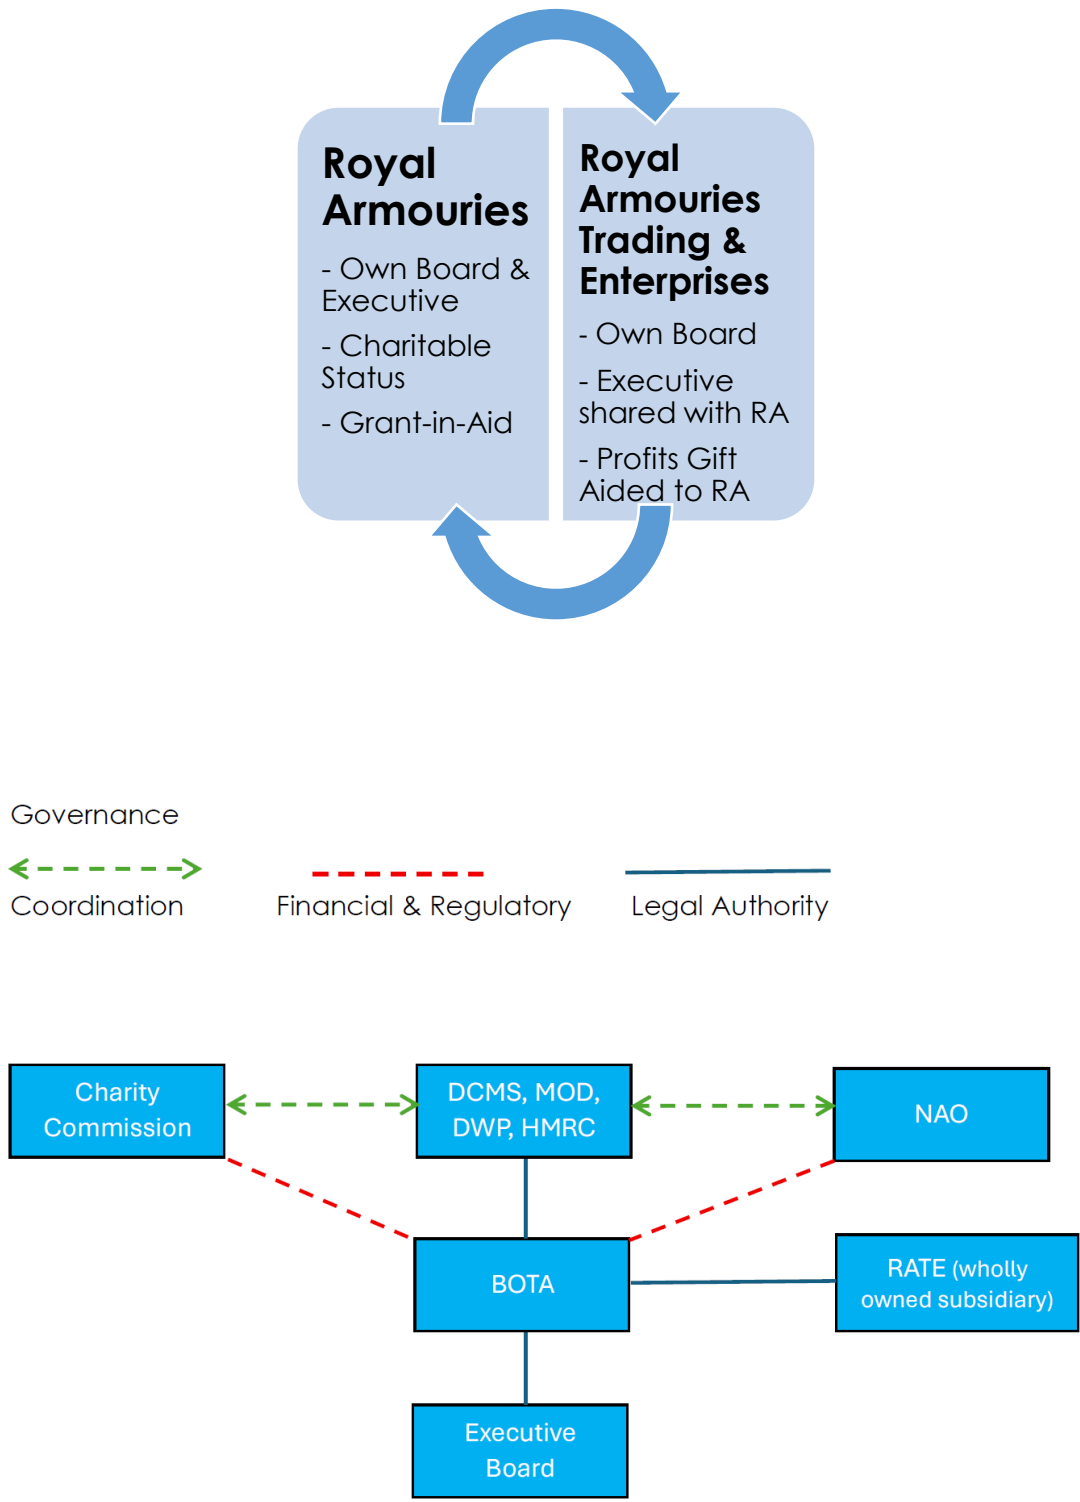 Royal
Armouries
- Own Board &
Executive
- Charitable
Status
- Grant-in-Aid
Royal
Armouries
Trading &
Enterprises
- Own Board
- Executive
shared with RA
- Profits Gift
Aided to RA
Governance
Coordination
Financial & Regulatory
Legal Authority
Charity
Commission
DCMS, MOD,
DWP, HMRC
NAO
BOTA
RATE (wholly
owned subsidiary)
Executive
Board